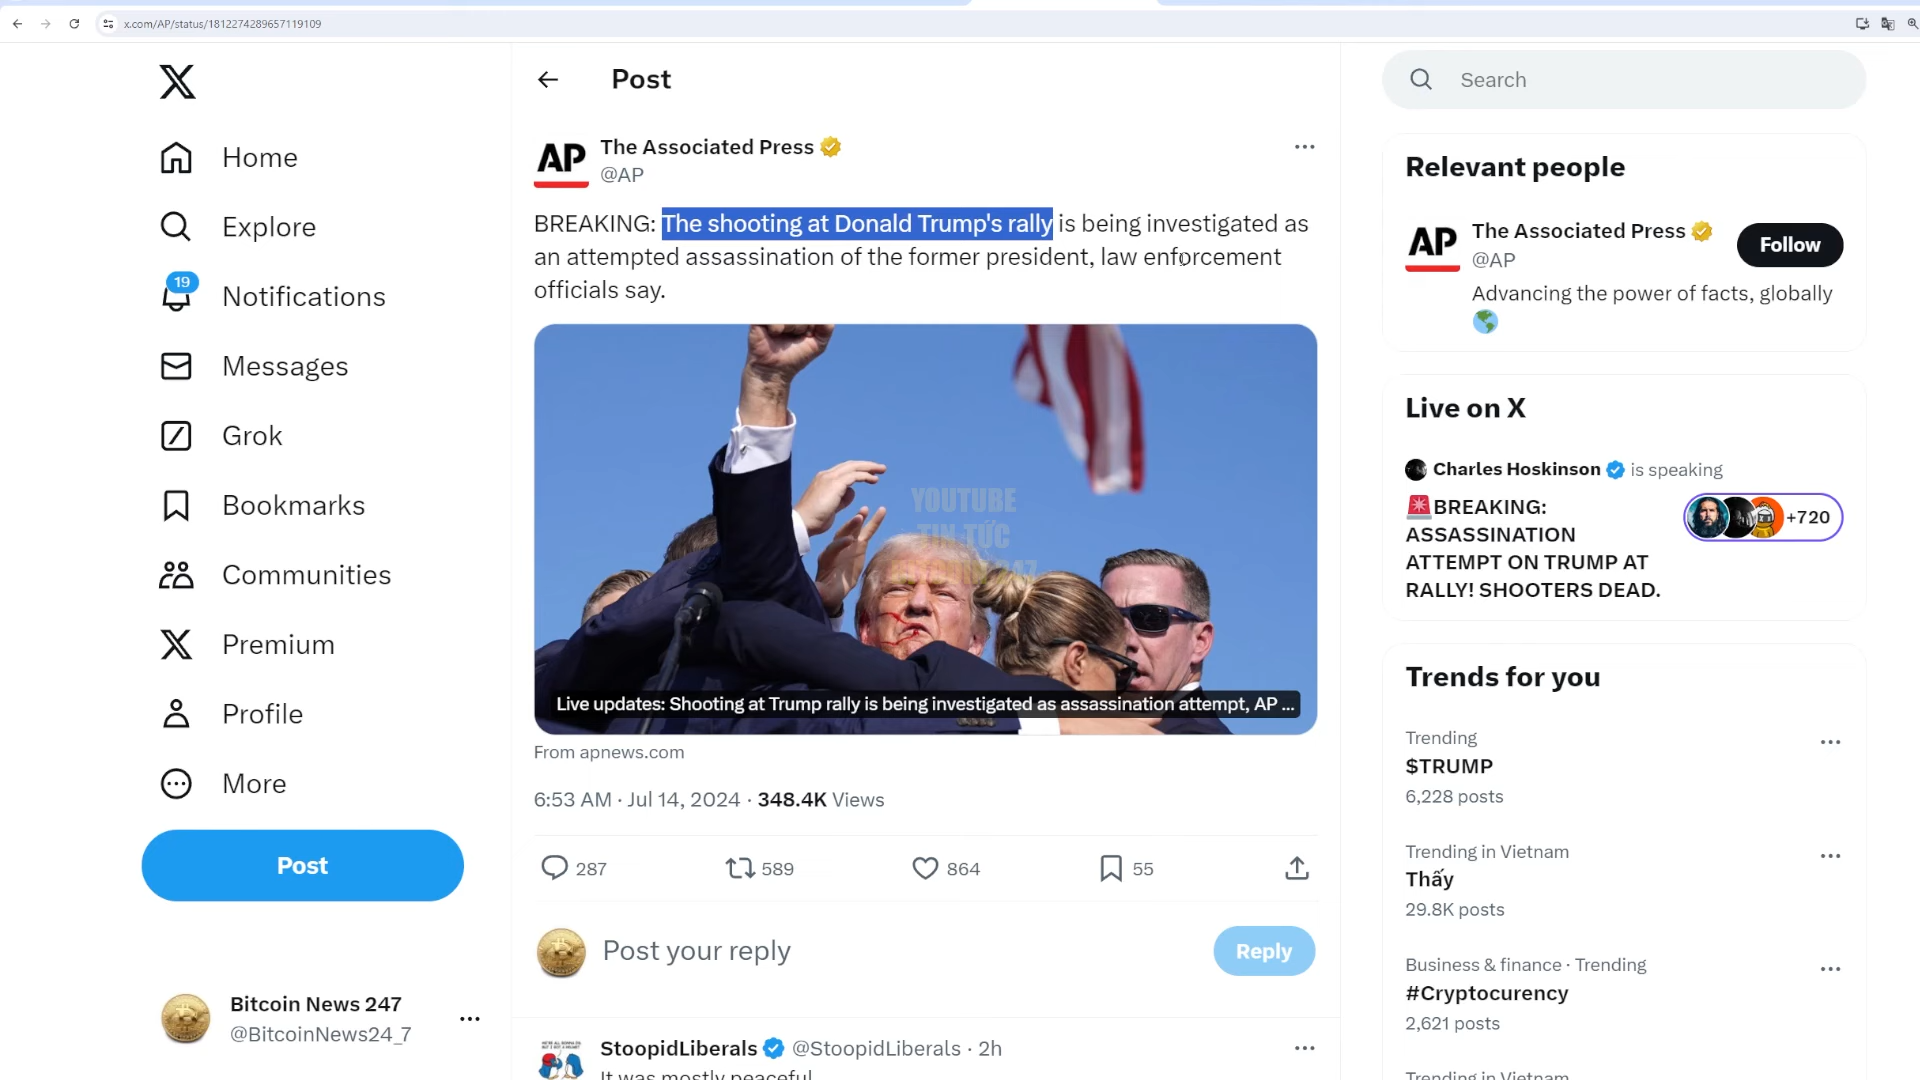 x.com/AP/status/1812274289657119109
Home
Explore
19
Notifications
Messages
Grok
Bookmarks
Communities
Premium
Profile
More
Post
Bitcoin News 247
@BitcoinNews24_7
Post
AP
The Associated Press
@AP
BREAKING: The shooting at Donald Trump's rally is being investigated as
an attempted assassination of the former president, law enforcement
officials say.
YOUTUBE
TIN TỨC
247
Live updates: Shooting at Trump rally is being investigated as assassination attempt, AP ...
From apnews.com
6:53 AM · Jul 14, 2024 · 348.4K Views
287
589
864
55
Post your reply
Reply
StoopidLiberals @StoopidLiberals · 2h
It was mostly peaceful
Search
Relevant people
AP
The Associated Press
@AP
Follow
Advancing the power of facts, globally
Live on X
Charles Hoskinson is speaking
BREAKING:
ASSASSINATION
ATTEMPT ON TRUMP AT
RALLY! SHOOTERS DEAD.
+720
Trends for you
Trending
$TRUMP
6,228 posts
Trending in Vietnam
Thấy
29.8K posts
Business & finance · Trending
#Cryptocurency
2,621 posts
Trending in Vietnam